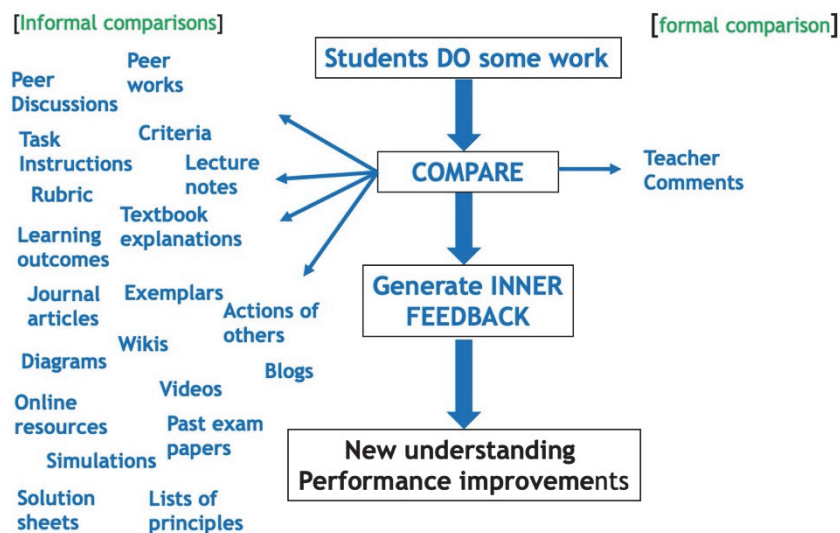 [Informal comparisons]
[formal comparison]
Students DO some work
Peer
works
Peer
Discussions
Criteria
Task
Instructions
Lecture
notes
Rubric
Textbook
explanations
Learning
outcomes
Journal
articles
Exemplars
Actions of
others
Wikis
Diagrams
Blogs
Videos
Online
resources
Past exam
papers
Simulations
Solution
sheets
Lists of
principles
COMPARE
Teacher
Comments
Generate INNER
FEEDBACK
New understanding
Performance improvements